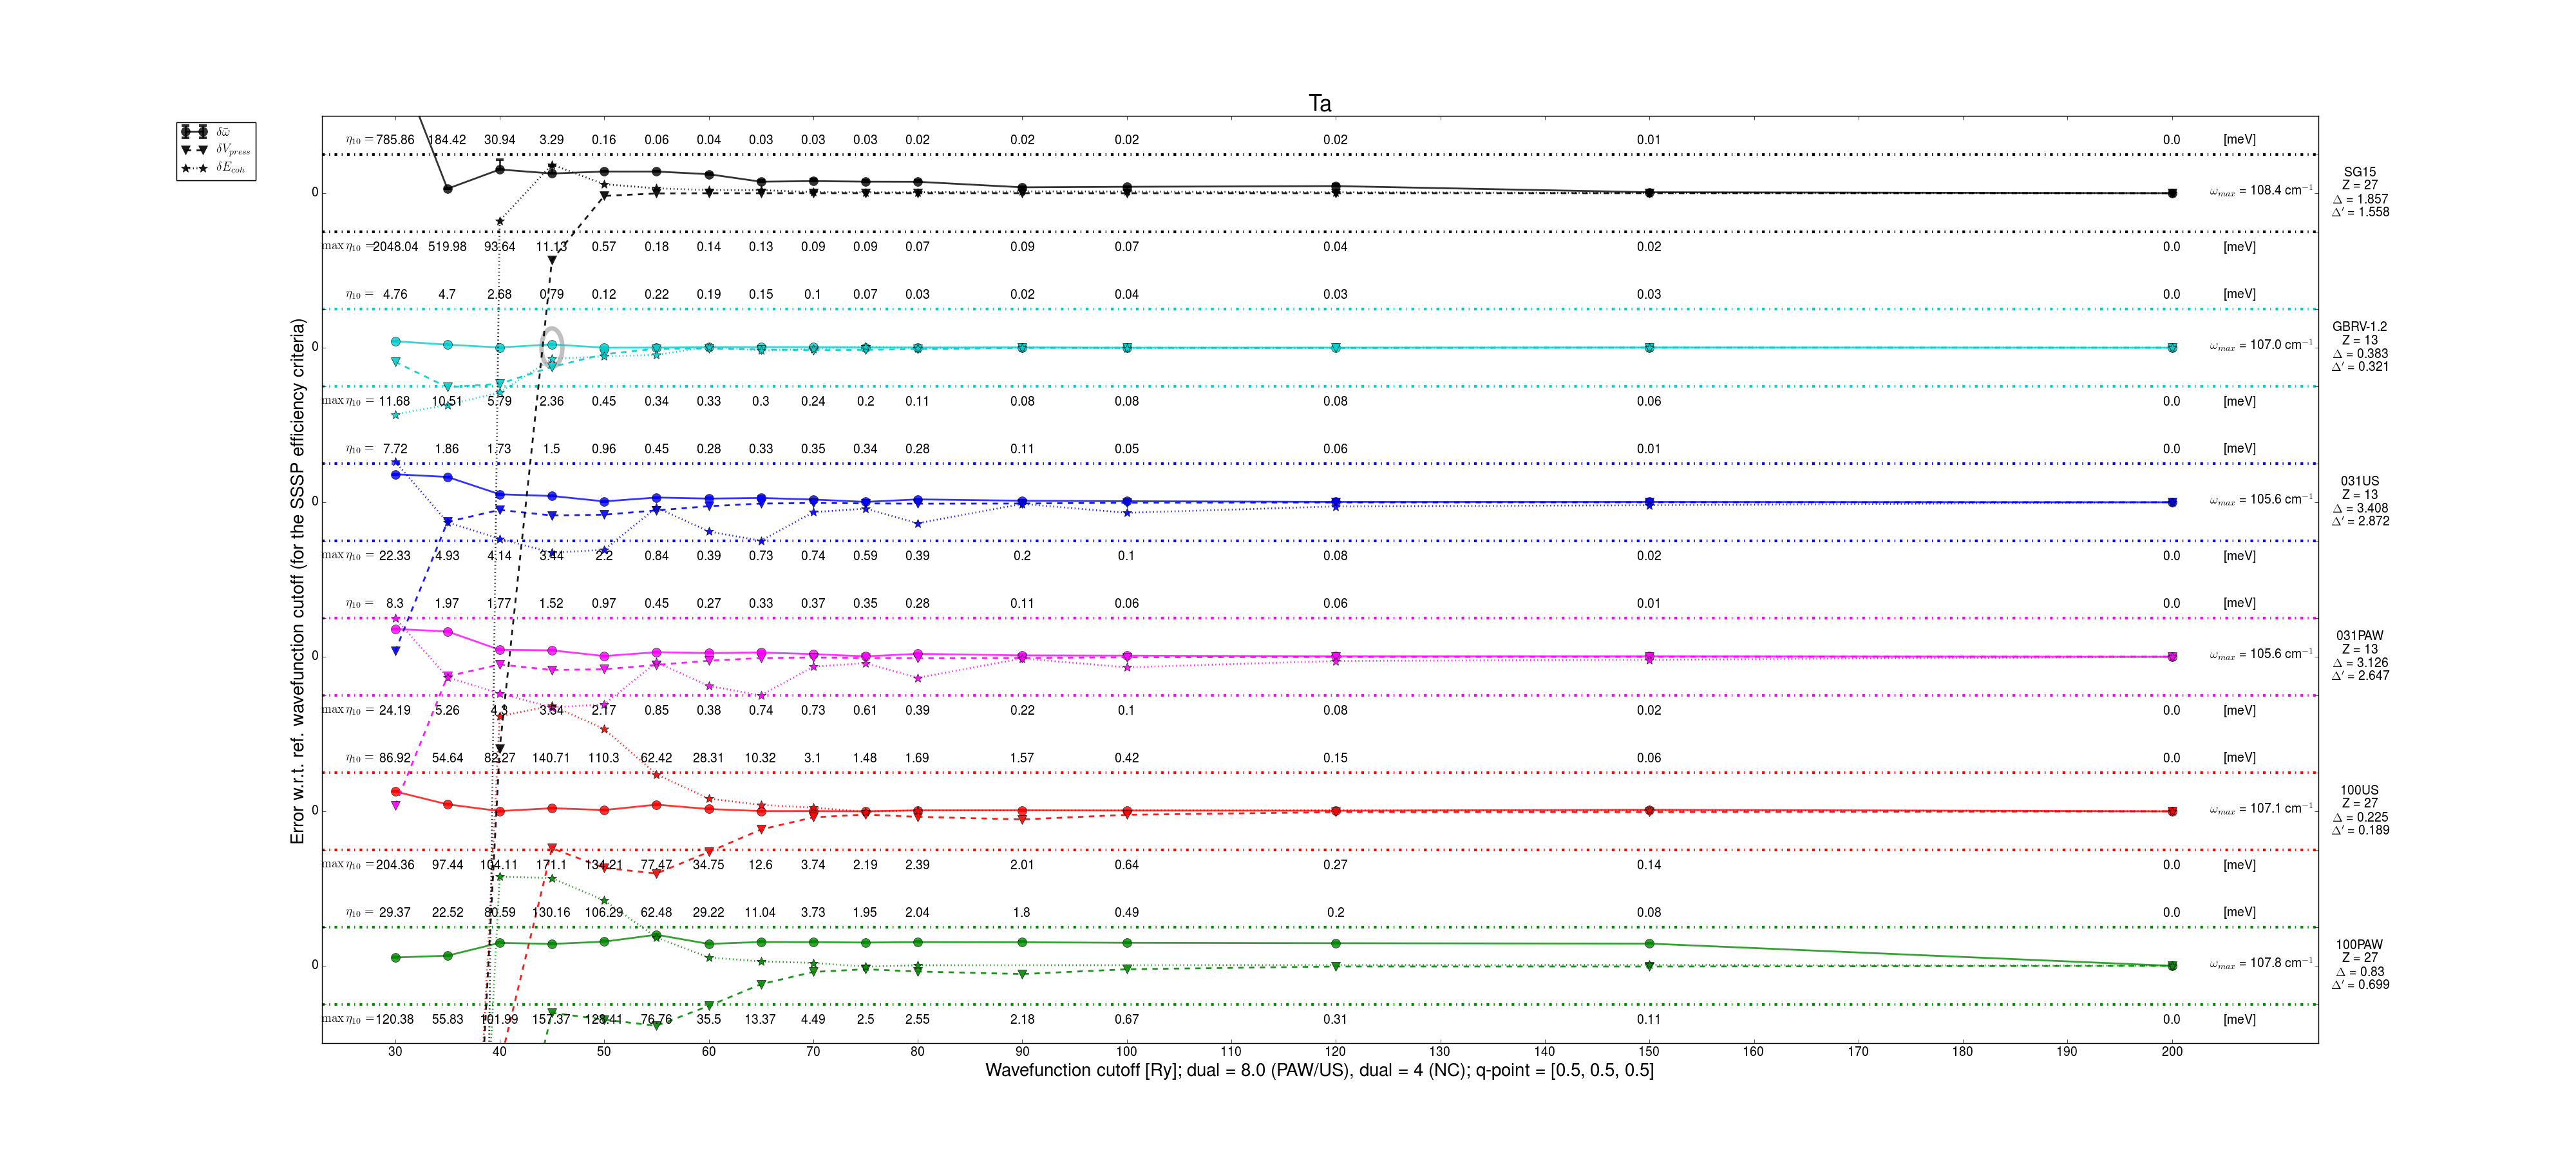 Ta
δω̄
δV_press
δE_coh
Error w.r.t. ref. wavefunction cutoff (for the SSSP efficiency criteria)
η₁₀ = 785.86 184.42 30.94 3.29 0.16 0.06 0.04 0.03 0.03 0.03 0.02 0.02 0.02 0.02 0.01 0.0 [meV]
0
ω_max = 108.4 cm⁻¹
SG15
Z = 27
Δ = 1.857
Δ′ = 1.558
max η₁₀ = 2048.04 519.98 93.64 11.13 0.57 0.18 0.14 0.13 0.09 0.09 0.07 0.09 0.07 0.04 0.02 0.0 [meV]
η₁₀ = 4.76 4.7 2.68 0.79 0.12 0.22 0.19 0.15 0.1 0.07 0.03 0.02 0.04 0.03 0.03 0.0 [meV]
0
ω_max = 107.0 cm⁻¹
GBRV-1.2
Z = 13
Δ = 0.383
Δ′ = 0.321
max η₁₀ = 11.68 10.51 5.79 2.36 0.45 0.34 0.33 0.3 0.24 0.2 0.11 0.08 0.08 0.08 0.06 0.0 [meV]
η₁₀ = 7.72 1.86 1.73 1.5 0.96 0.45 0.28 0.33 0.35 0.34 0.28 0.11 0.05 0.06 0.01 0.0 [meV]
0
ω_max = 105.6 cm⁻¹
031US
Z = 13
Δ = 3.408
Δ′ = 2.872
max η₁₀ = 22.33 4.93 4.14 3.44 2.2 0.84 0.39 0.73 0.74 0.59 0.39 0.2 0.1 0.08 0.02 0.0 [meV]
η₁₀ = 8.3 1.97 1.77 1.52 0.97 0.45 0.27 0.33 0.37 0.35 0.28 0.11 0.06 0.06 0.01 0.0 [meV]
0
ω_max = 105.6 cm⁻¹
031PAW
Z = 13
Δ = 3.126
Δ′ = 2.647
max η₁₀ = 24.19 5.26 4.3 2.17 0.85 0.38 0.74 0.73 0.61 0.39 0.22 0.1 0.08 0.02 0.0 [meV]
η₁₀ = 86.92 54.64 82.27 140.71 110.3 62.42 28.31 10.32 3.1 1.48 1.69 1.57 0.42 0.15 0.06 0.0 [meV]
0
ω_max = 107.1 cm⁻¹
100US
Z = 27
Δ = 0.225
Δ′ = 0.189
max η₁₀ = 204.36 97.44 104.11 171.1 134.21 77.47 34.75 12.6 3.74 2.19 2.39 2.01 0.64 0.27 0.14 0.0 [meV]
η₁₀ = 29.37 22.52 80.59 130.16 106.29 62.48 29.22 11.04 3.73 1.95 2.04 1.8 0.49 0.2 0.08 0.0 [meV]
0
ω_max = 107.8 cm⁻¹
100PAW
Z = 27
Δ = 0.83
Δ′ = 0.699
max η₁₀ = 120.38 55.83 101.99 157.37 76.76 35.5 13.37 4.49 2.5 2.55 2.18 0.67 0.31 0.11 0.0 [meV]
30 40 50 60 70 80 90 100 110 120 130 140 150 160 170 180 190 200
Wavefunction cutoff [Ry]; dual = 8.0 (PAW/US), dual = 4 (NC); q-point = [0.5, 0.5, 0.5]